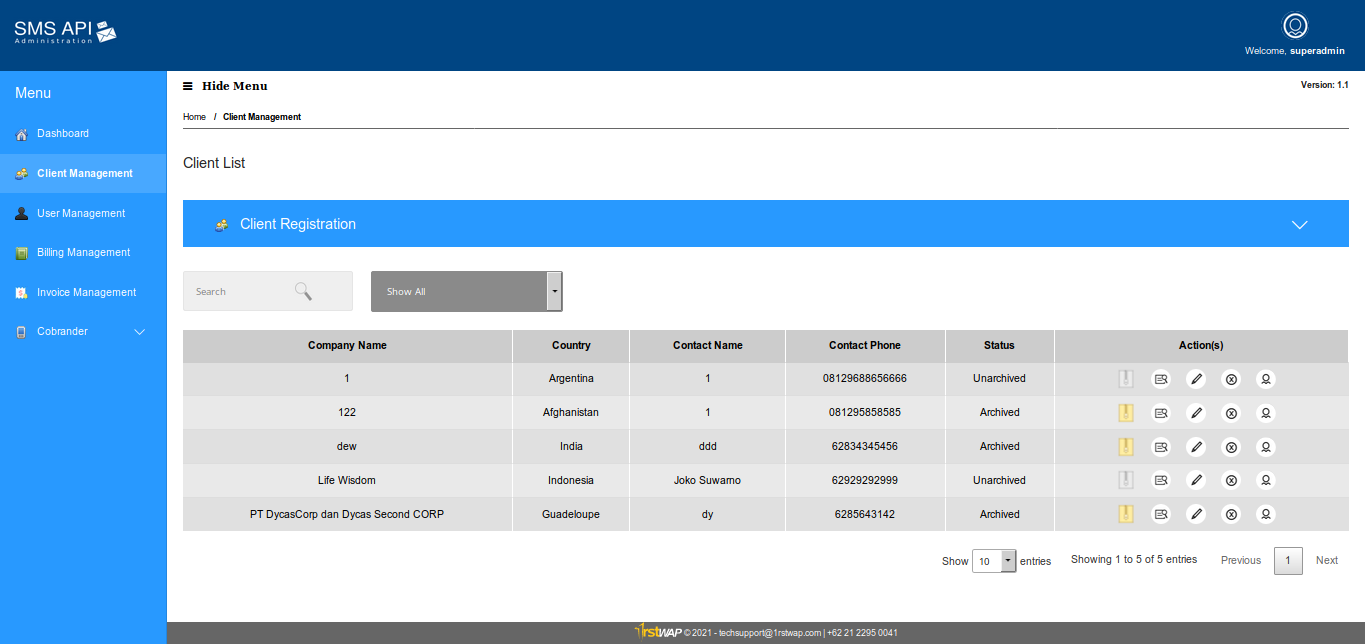 SMS API
Administration
Welcome, superadmin
Menu
Dashboard
Client Management
User Management
Billing Management
Invoice Management
Cobrander
Hide Menu
Version: 1.1
Home / Client Management
Client List
Client Registration
Search
Show All
Company Name Country Contact Name Contact Phone Status Action(s)
1 Argentina 1 08129688656666 Unarchived
122 Afghanistan 1 081295858585 Archived
dew India ddd 62834345456 Archived
Life Wisdom Indonesia Joko Suwarno 62929292999 Unarchived
PT DycasCorp dan Dycas Second CORP Guadeloupe dy 6285643142 Archived
Show 10 entries Showing 1 to 5 of 5 entries Previous 1 Next
1rstWAP © 2021 - techsupport@1rstwap.com | +62 21 2295 0041